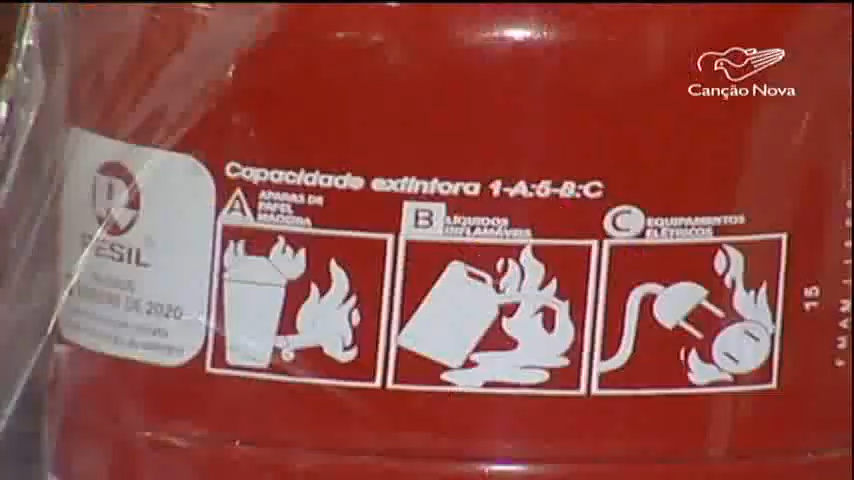 Canção Nova
Capacidade extintora 1-A:5-B:C
A
APARAS DE
PAPEL
MADEIRA
B
LÍQUIDOS
INFLAMÁVEIS
C
EQUIPAMENTOS
ELÉTRICOS
RESIL
DE 2020
15